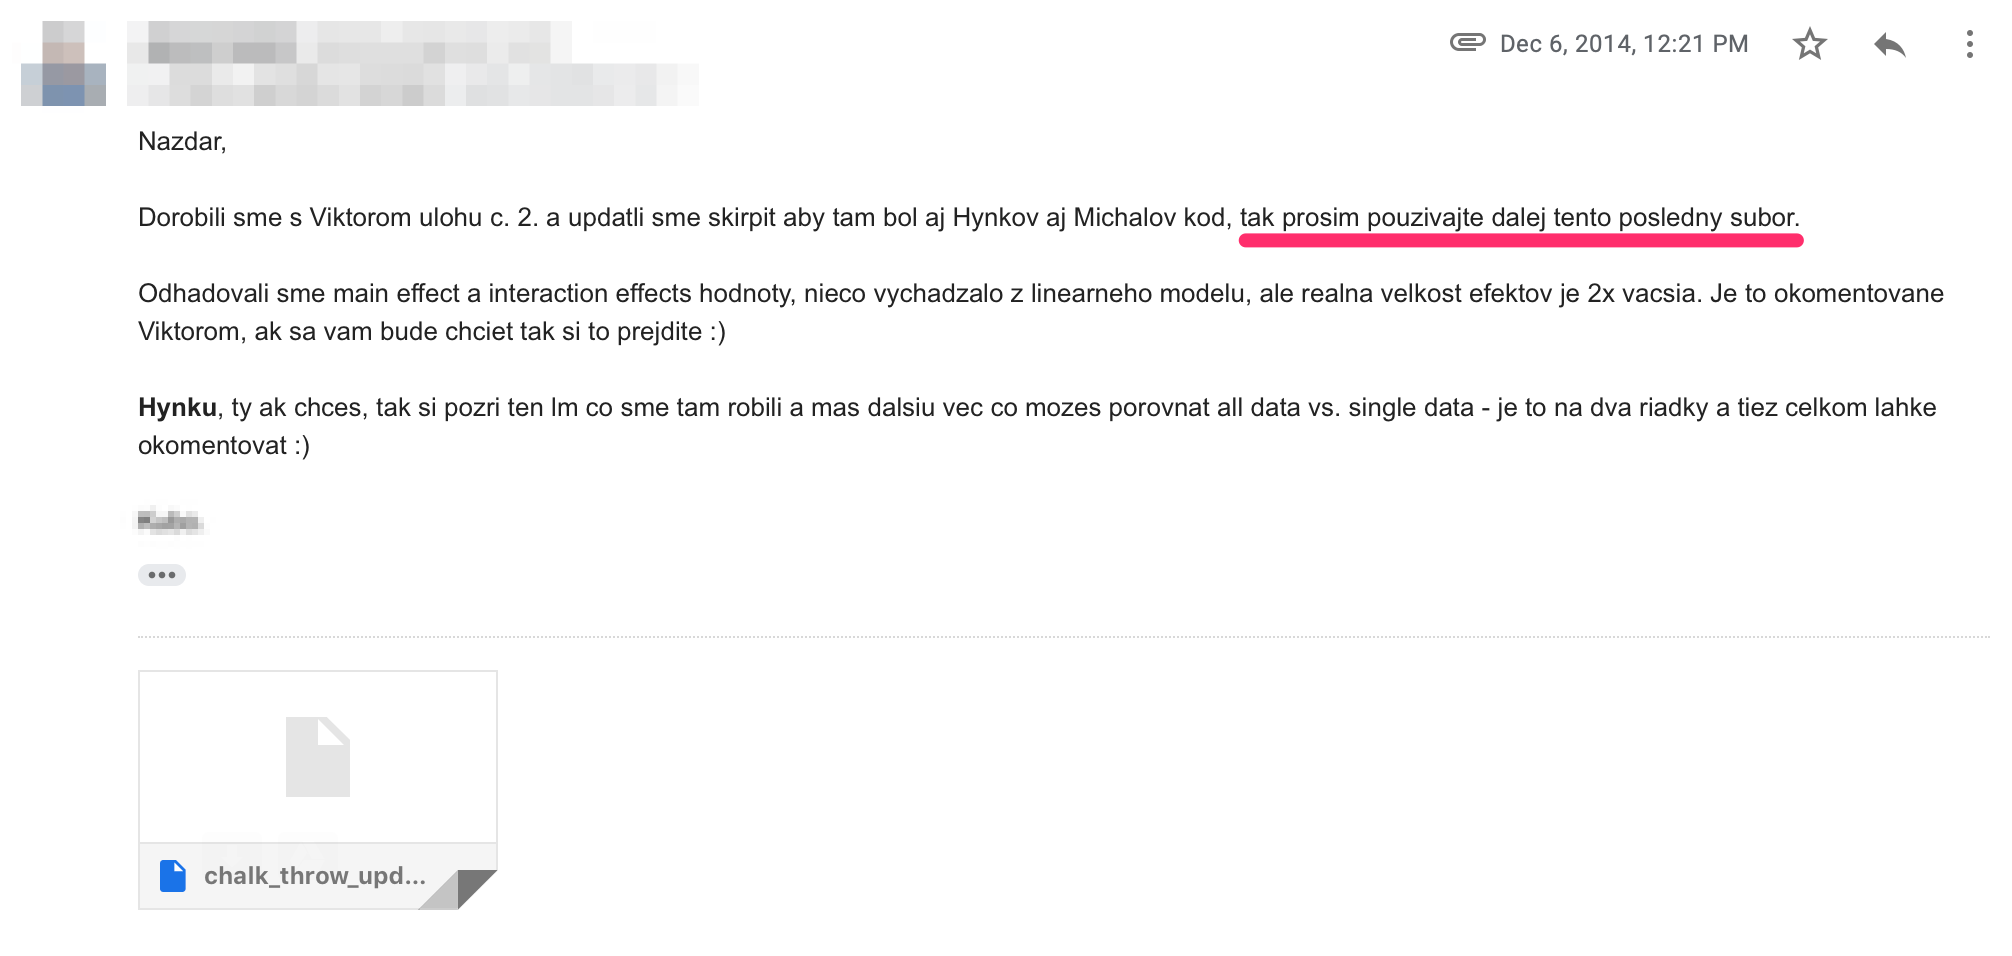 Dec 6, 2014, 12:21 PM
Nazdar,
Dorobili sme s Viktorom ulohu c. 2. a updatli sme skirpit aby tam bol aj Hynkov aj Michalov kod, tak prosim pouzivajte dalej tento posledny subor.
Odhadovali sme main effect a interaction effects hodnoty, nieco vychadzalo z linearneho modelu, ale realna velkost efektov je 2x vacsia. Je to okomentovane
Viktorom, ak sa vam bude chciet tak si to prejdite :)
Hynku, ty ak chces, tak si pozri ten lm co sme tam robili a mas dalsiu vec co mozes porovnat all data vs. single data - je to na dva riadky a tiez celkom lahke
okomentovat :)
chalk_throw_upd...